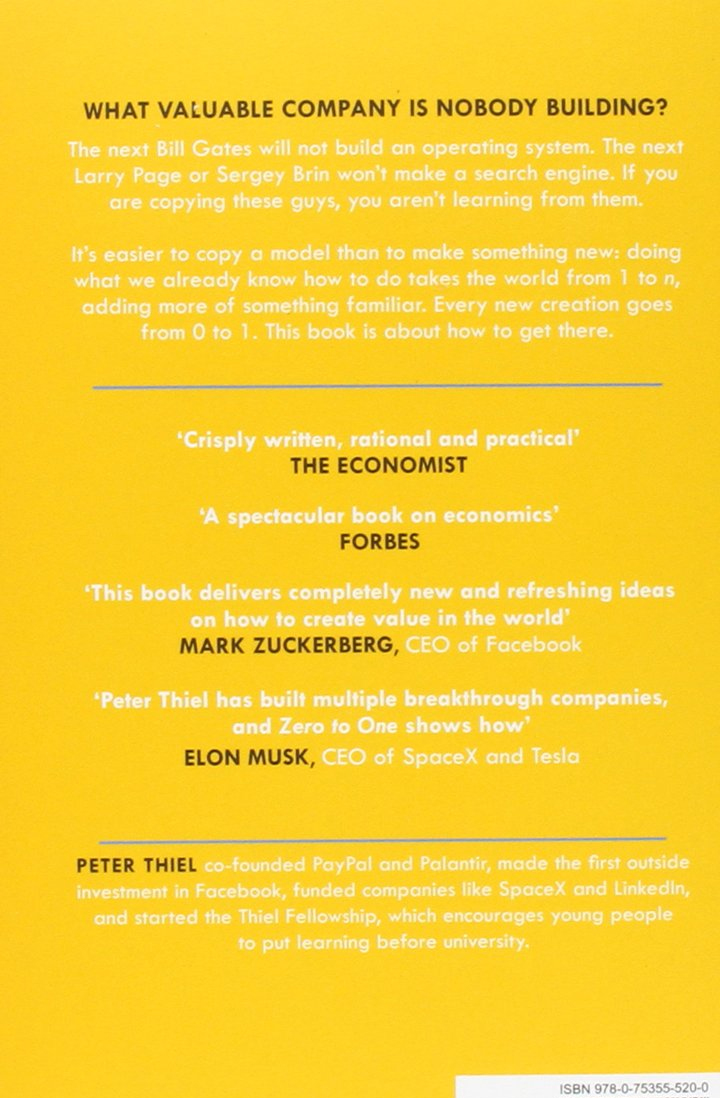 WHAT VALUABLE COMPANY IS NOBODY BUILDING?
The next Bill Gates will not build an operating system. The next
Larry Page or Sergey Brin won't make a search engine. If you
are copying these guys, you aren't learning from them.
It's easier to copy a model than to make something new: doing
what we already know how to do takes the world from 1 to n,
adding more of something familiar. Every new creation goes
from 0 to 1. This book is about how to get there.
'Crisply written, rational and practical'
THE ECONOMIST
'A spectacular book on economics'
FORBES
'This book delivers completely new and refreshing ideas
on how to create value in the world'
MARK ZUCKERBERG, CEO of Facebook
'Peter Thiel has built multiple breakthrough companies,
and Zero to One shows how'
ELON MUSK, CEO of SpaceX and Tesla
PETER THIEL co-founded PayPal and Palantir, made the first outside
investment in Facebook, funded companies like SpaceX and LinkedIn,
and started the Thiel Fellowship, which encourages young people
to put learning before university.
ISBN 978-0-75355-520-0